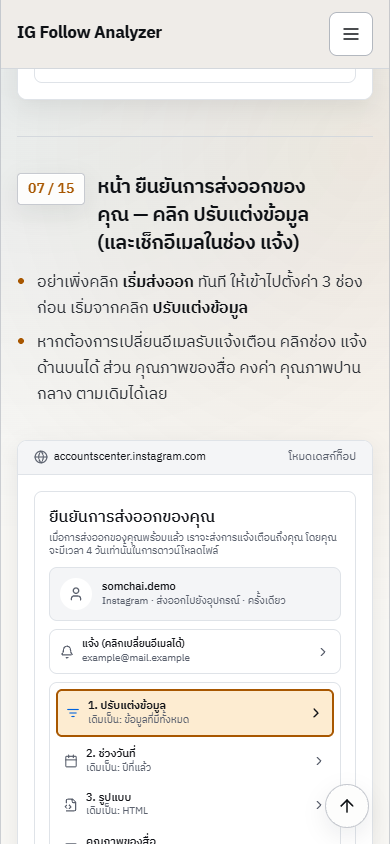 IG Follow Analyzer
07 / 15
หน้า ยืนยันการส่งออกของ
คุณ — คลิก ปรับแต่งข้อมูล
(และเช็กอีเมลในช่อง แจ้ง)
อย่าเพิ่งคลิก เริ่มส่งออก ทันที ให้เข้าไปตั้งค่า 3 ช่อง
ก่อน เริ่มจากคลิก ปรับแต่งข้อมูล
หากต้องการเปลี่ยนอีเมลรับแจ้งเตือน คลิกช่อง แจ้ง
ด้านบนได้ ส่วน คุณภาพของสื่อ คงค่า คุณภาพปาน
กลาง ตามเดิมได้เลย
accountscenter.instagram.com
โหมดเดสก์ท็อป
ยืนยันการส่งออกของคุณ
เมื่อการส่งออกของคุณพร้อมแล้ว เราจะส่งการแจ้งเตือนถึงคุณ โดยคุณ
จะมีเวลา 4 วันเท่านั้นในการดาวน์โหลดไฟล์
somchai.demo
Instagram · ส่งออกไปยังอุปกรณ์ · ครั้งเดียว
แจ้ง (คลิกเปลี่ยนอีเมลได้)
example@mail.example
1. ปรับแต่งข้อมูล
เดิมเป็น: ข้อมูลที่มีทั้งหมด
2. ช่วงวันที่
เดิมเป็น: ปีที่แล้ว
3. รูปแบบ
เดิมเป็น: HTML
คุณภาพของสื่อ